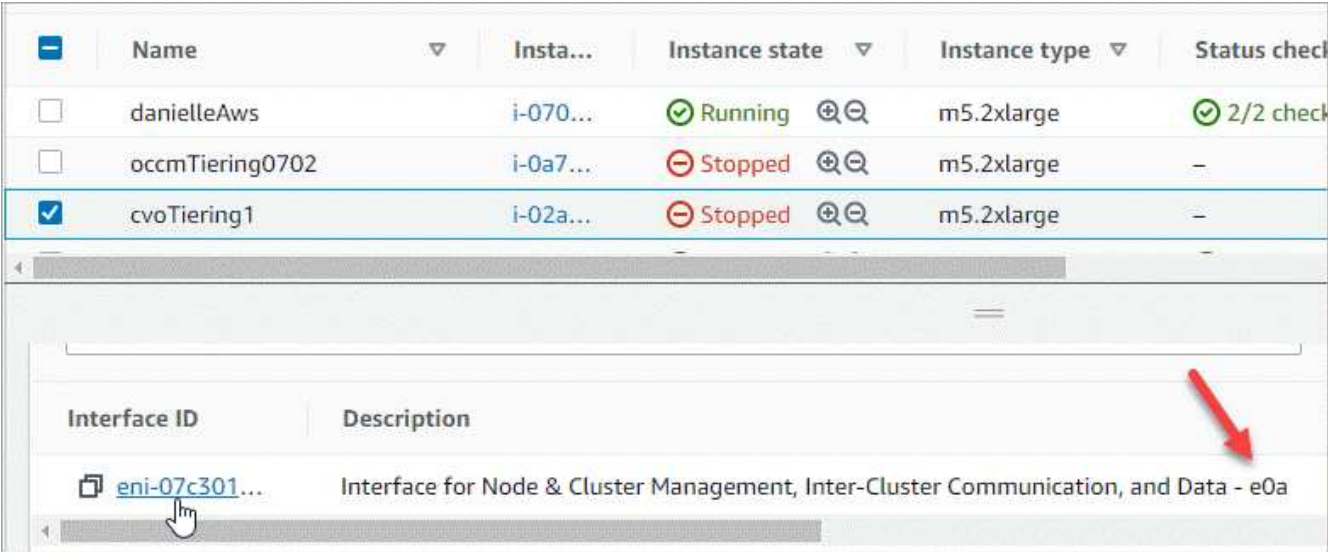 Name Insta... Instance state Instance type Status check
danielleAws i-070... Running m5.2xlarge 2/2 check
occmTiering0702 i-0a7... Stopped m5.2xlarge –
cvoTiering1 i-02a... Stopped m5.2xlarge –
Interface ID Description
eni-07c301... Interface for Node & Cluster Management, Inter-Cluster Communication, and Data - e0a